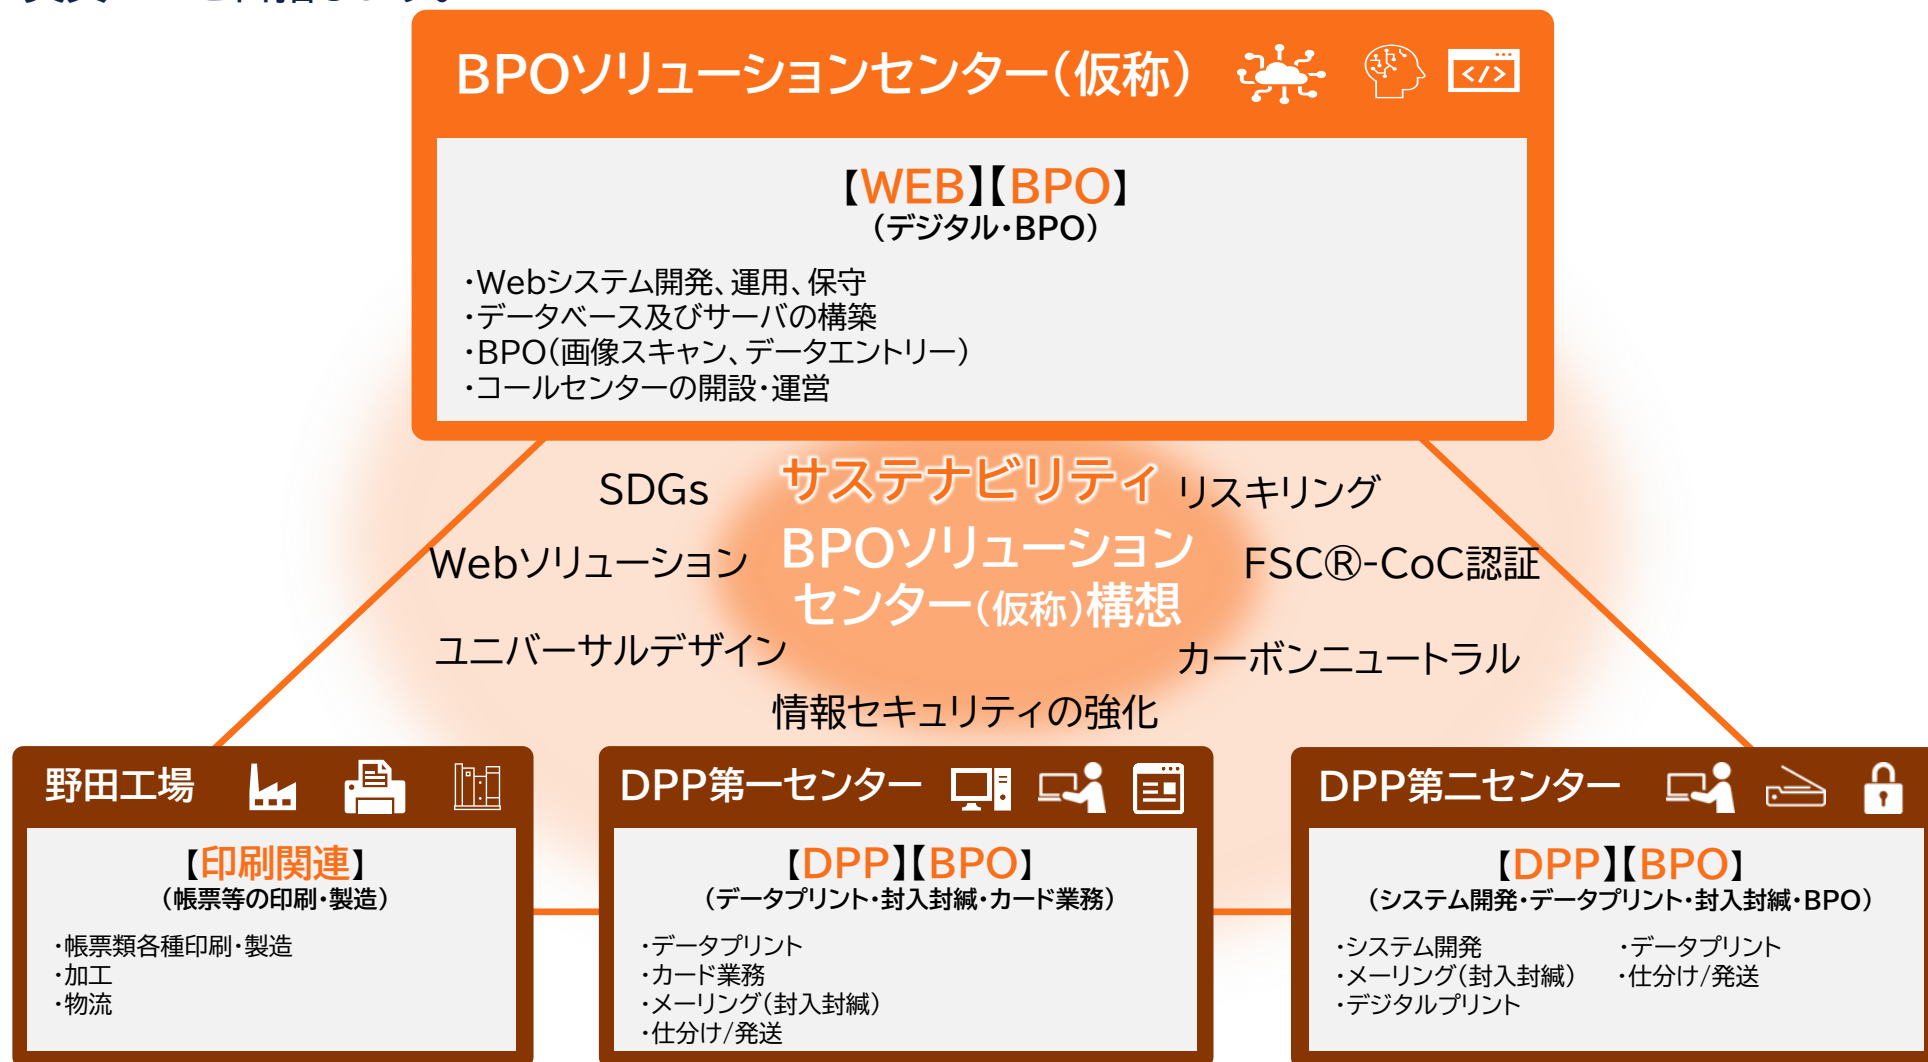 BPOソリューションセンター(仮称)
【WEB】【BPO】
(デジタル・BPO)
・Webシステム開発、運用、保守
・データベース及びサーバの構築
・BPO(画像スキャン、データエントリー)
・コールセンターの開設・運営
サステナビリティ
BPOソリューション
センター(仮称)構想
SDGs
リスキリング
Webソリューション
FSC®-CoC認証
ユニバーサルデザイン
カーボンニュートラル
情報セキュリティの強化
野田工場
【印刷関連】
(帳票等の印刷・製造)
・帳票類各種印刷・製造
・加工
・物流
DPP第一センター
【DPP】【BPO】
(データプリント・封入封緘・カード業務)
・データプリント
・カード業務
・メーリング(封入封緘)
・仕分け/発送
DPP第二センター
【DPP】【BPO】
(システム開発・データプリント・封入封緘・BPO)
・システム開発 ・データプリント
・メーリング(封入封緘) ・仕分け/発送
・デジタルプリント